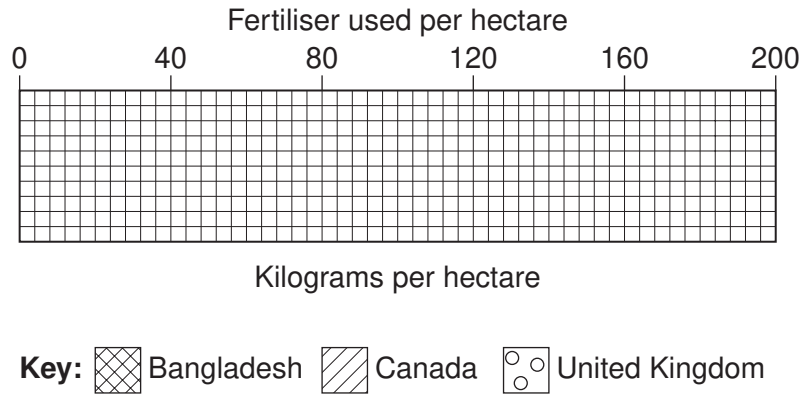 Fertiliser used per hectare
0 40 80 120 160 200
Kilograms per hectare
Key: Bangladesh Canada United Kingdom